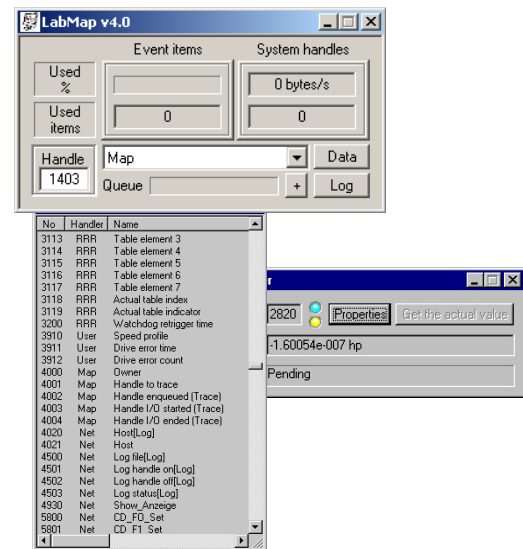 LabMap v4.0
Event items System handles
Used % 0 bytes/s
Used items 0 0
Handle Map Data
1403 Queue + Log
No Handler Name
3113 RRR Table element 3
3114 RRR Table element 4
3115 RRR Table element 5
3116 RRR Table element 6
3117 RRR Table element 7
3118 RRR Actual table index
3119 RRR Actual table indicator
3200 RRR Watchdog retrigger time
3910 User Speed profile
3911 User Drive error time
3912 User Drive error count
4000 Map Owner
4001 Map Handle to trace
4002 Map Handle enqueued (Trace)
4003 Map Handle I/O started (Trace)
4004 Map Handle I/O ended (Trace)
4020 Net Host[Log]
4021 Net Host
4500 Net Log file[Log]
4501 Net Log handle on[Log]
4502 Net Log handle off[Log]
4503 Net Log status[Log]
4930 Net Show_Anzeige
5800 Net CD_F0_Set
5801 Net CD_F1_Set
r
2820 Properties Get the actual value
-1.60054e-007 hp
Pending